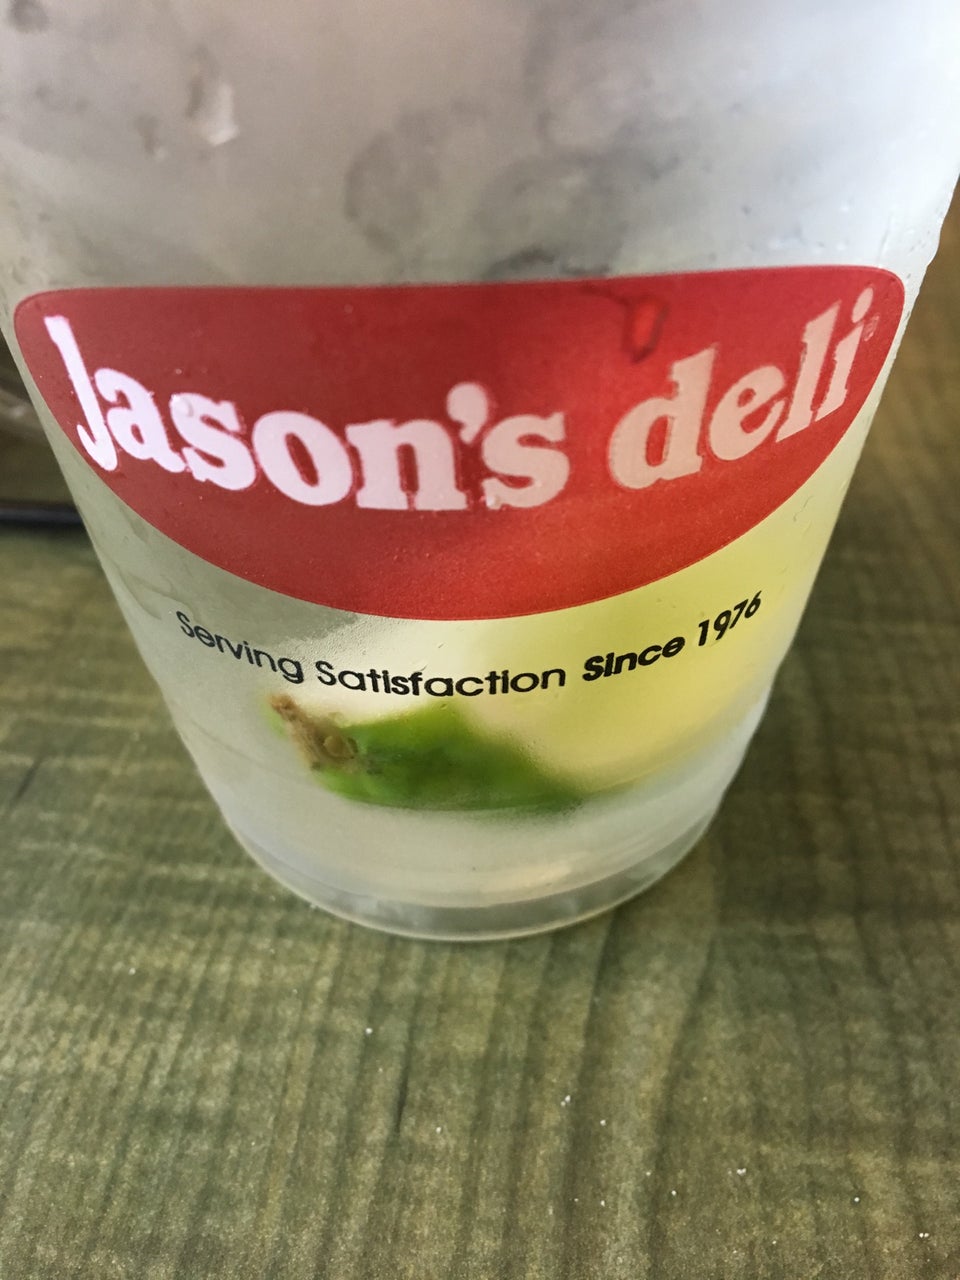 Jason's deli
Serving Satisfaction Since 1976